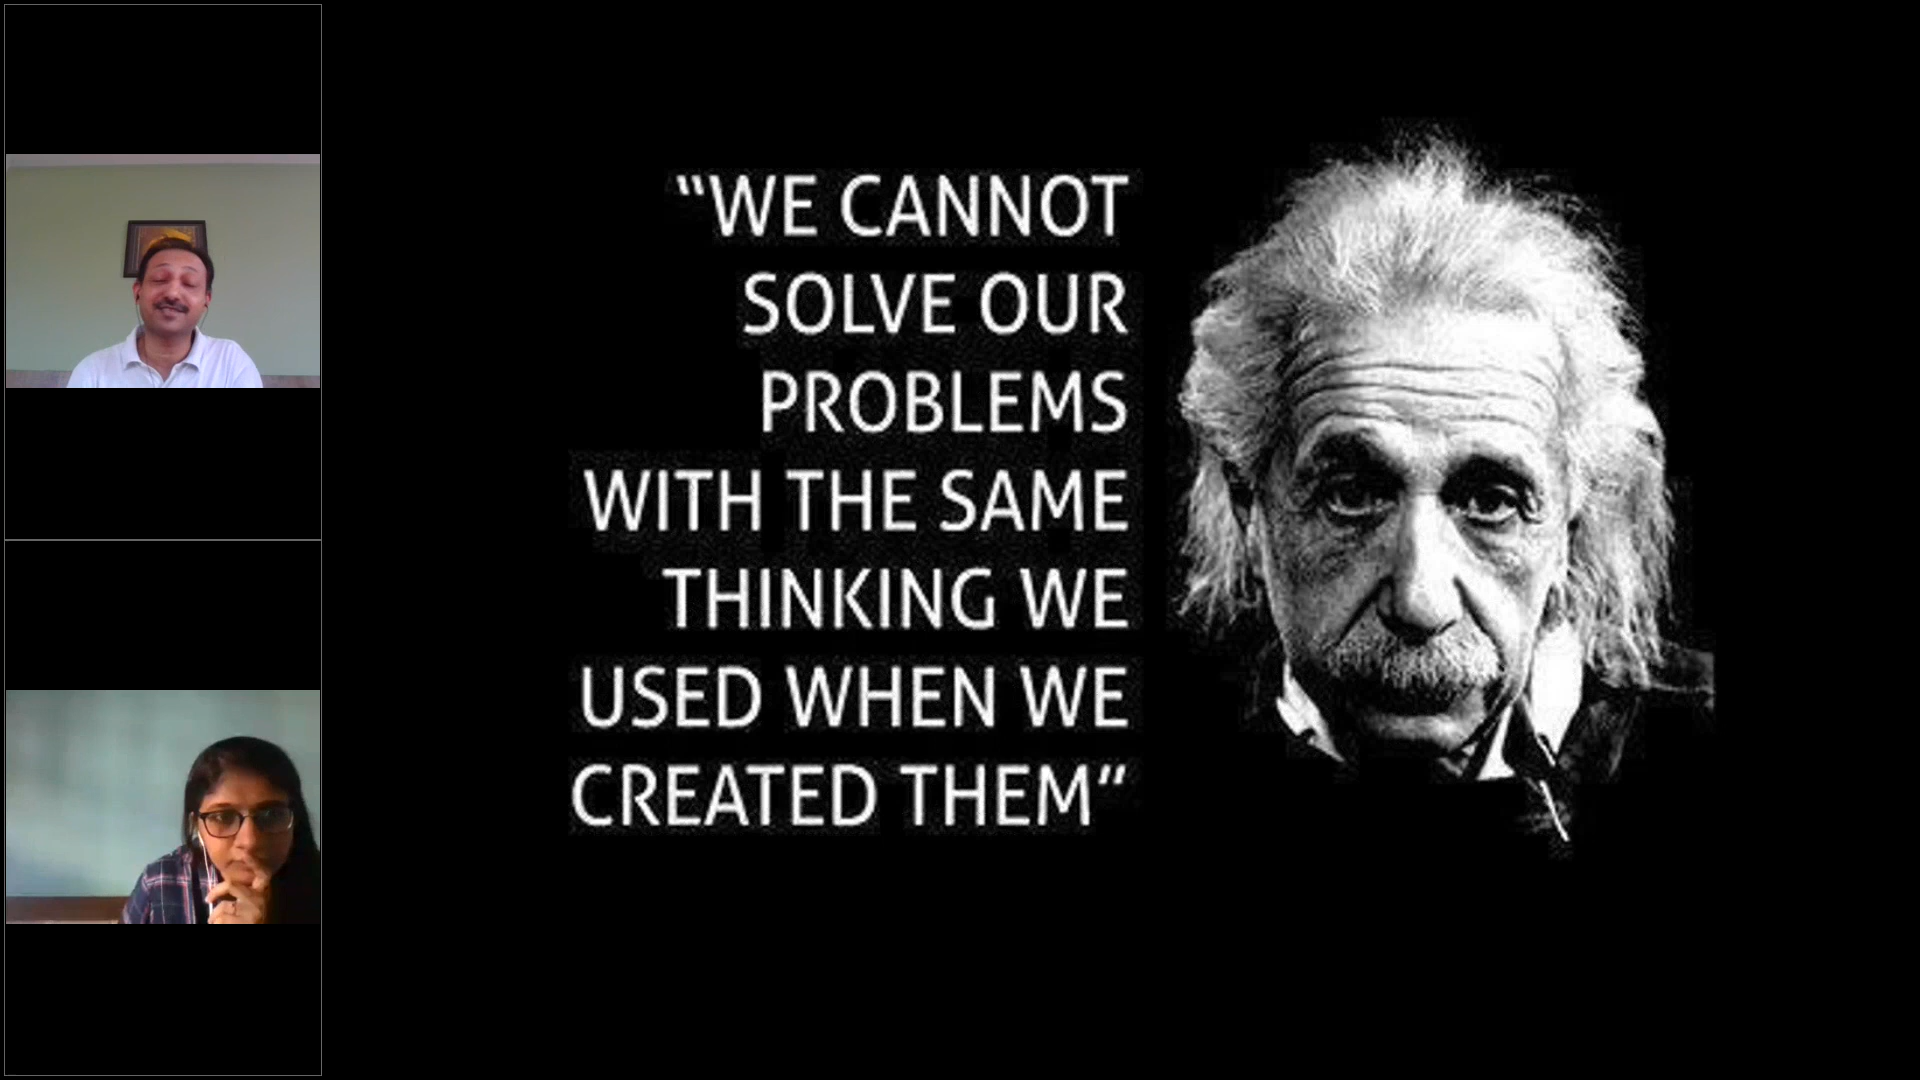 “WE CANNOT
SOLVE OUR
PROBLEMS
WITH THE SAME
THINKING WE
USED WHEN WE
CREATED THEM”